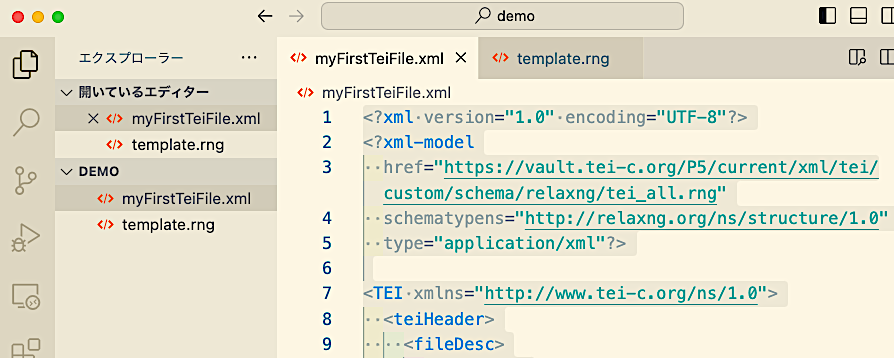 demo
エクスプローラー ···
開いているエディター
myFirstTeiFile.xml
template.rng
DEMO
myFirstTeiFile.xml
template.rng
myFirstTeiFile.xml template.rng
myFirstTeiFile.xml
1 <?xml version="1.0" encoding="UTF-8"?>
2 <?xml-model
3 href="https://vault.tei-c.org/P5/current/xml/tei/
custom/schema/relaxng/tei_all.rng"
4 schematypens="http://relaxng.org/ns/structure/1.0"
5 type="application/xml"?>
6
7 <TEI xmlns="http://www.tei-c.org/ns/1.0">
8 <teiHeader>
9 <fileDesc>